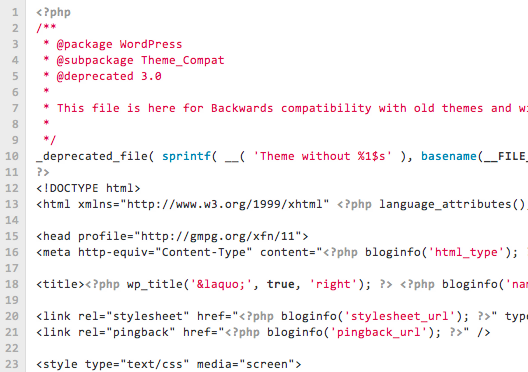 1 <?php
2 /**
3  * @package WordPress
4  * @subpackage Theme_Compat
5  * @deprecated 3.0
6  *
7  * This file is here for Backwards compatibility with old themes and
8  *
9  */
10 _deprecated_file( sprintf( __( 'Theme without %1$s' ), basename(__FILE_
11 ?>
12 <!DOCTYPE html>
13 <html xmlns="http://www.w3.org/1999/xhtml" <?php language_attributes();
14
15 <head profile="http://gmpg.org/xfn/11">
16 <meta http-equiv="Content-Type" content="<?php bloginfo('html_type');
17
18 <title><?php wp_title('&laquo;', true, 'right'); ?> <?php bloginfo('
19
20 <link rel="stylesheet" href="<?php bloginfo('stylesheet_url'); ?>"
21 <link rel="pingback" href="<?php bloginfo('pingback_url'); ?>" />
22
23 <style type="text/css" media="screen">